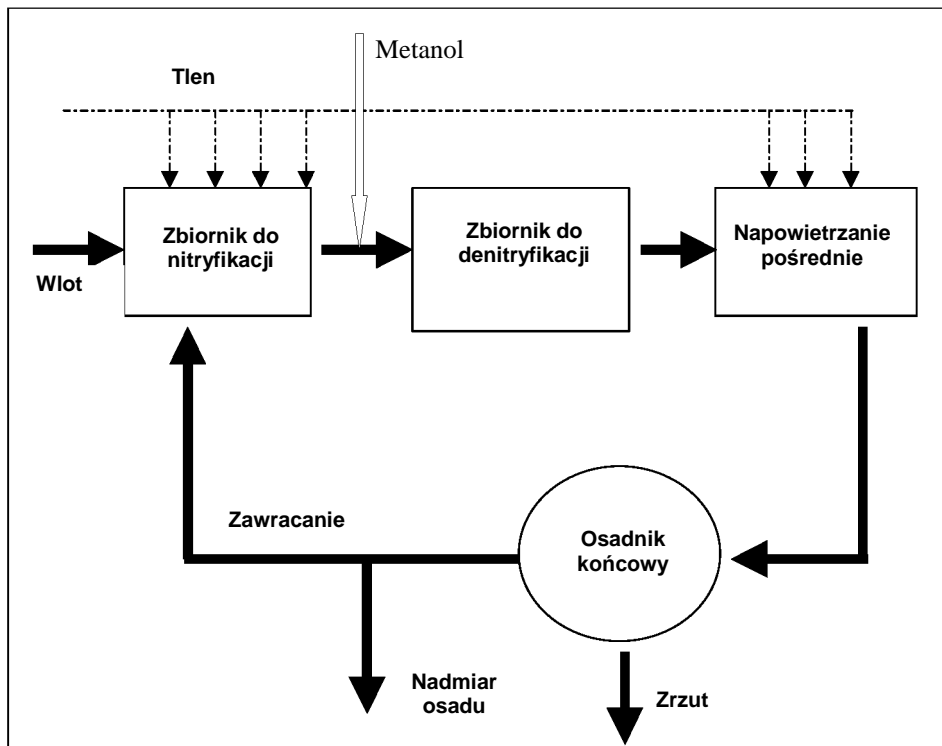 Metanol
Tlen
Zbiornik do
nitryfikacji
Zbiornik do
denitryfikacji
Napowietrzanie
pośrednie
Wlot
Zawracanie
Osadnik
końcowy
Nadmiar
osadu
Zrzut